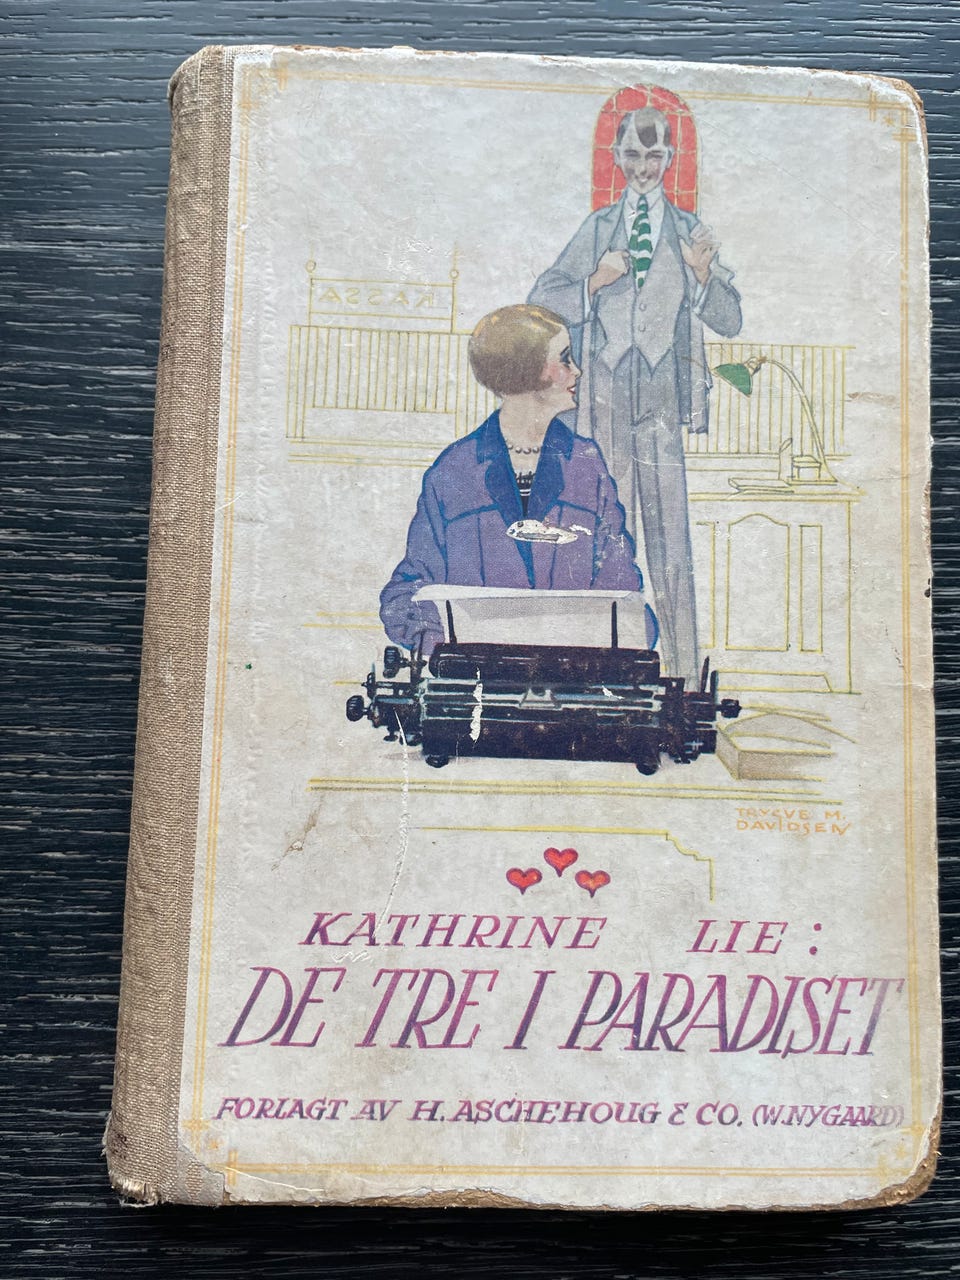 KASSA
TRYGVE M.
DAVIDSEN
KATHRINE LIE:
DE TRE I PARADISET
FORLAGT AV H. ASCHEHOUG & CO. (W. NYGAARD)